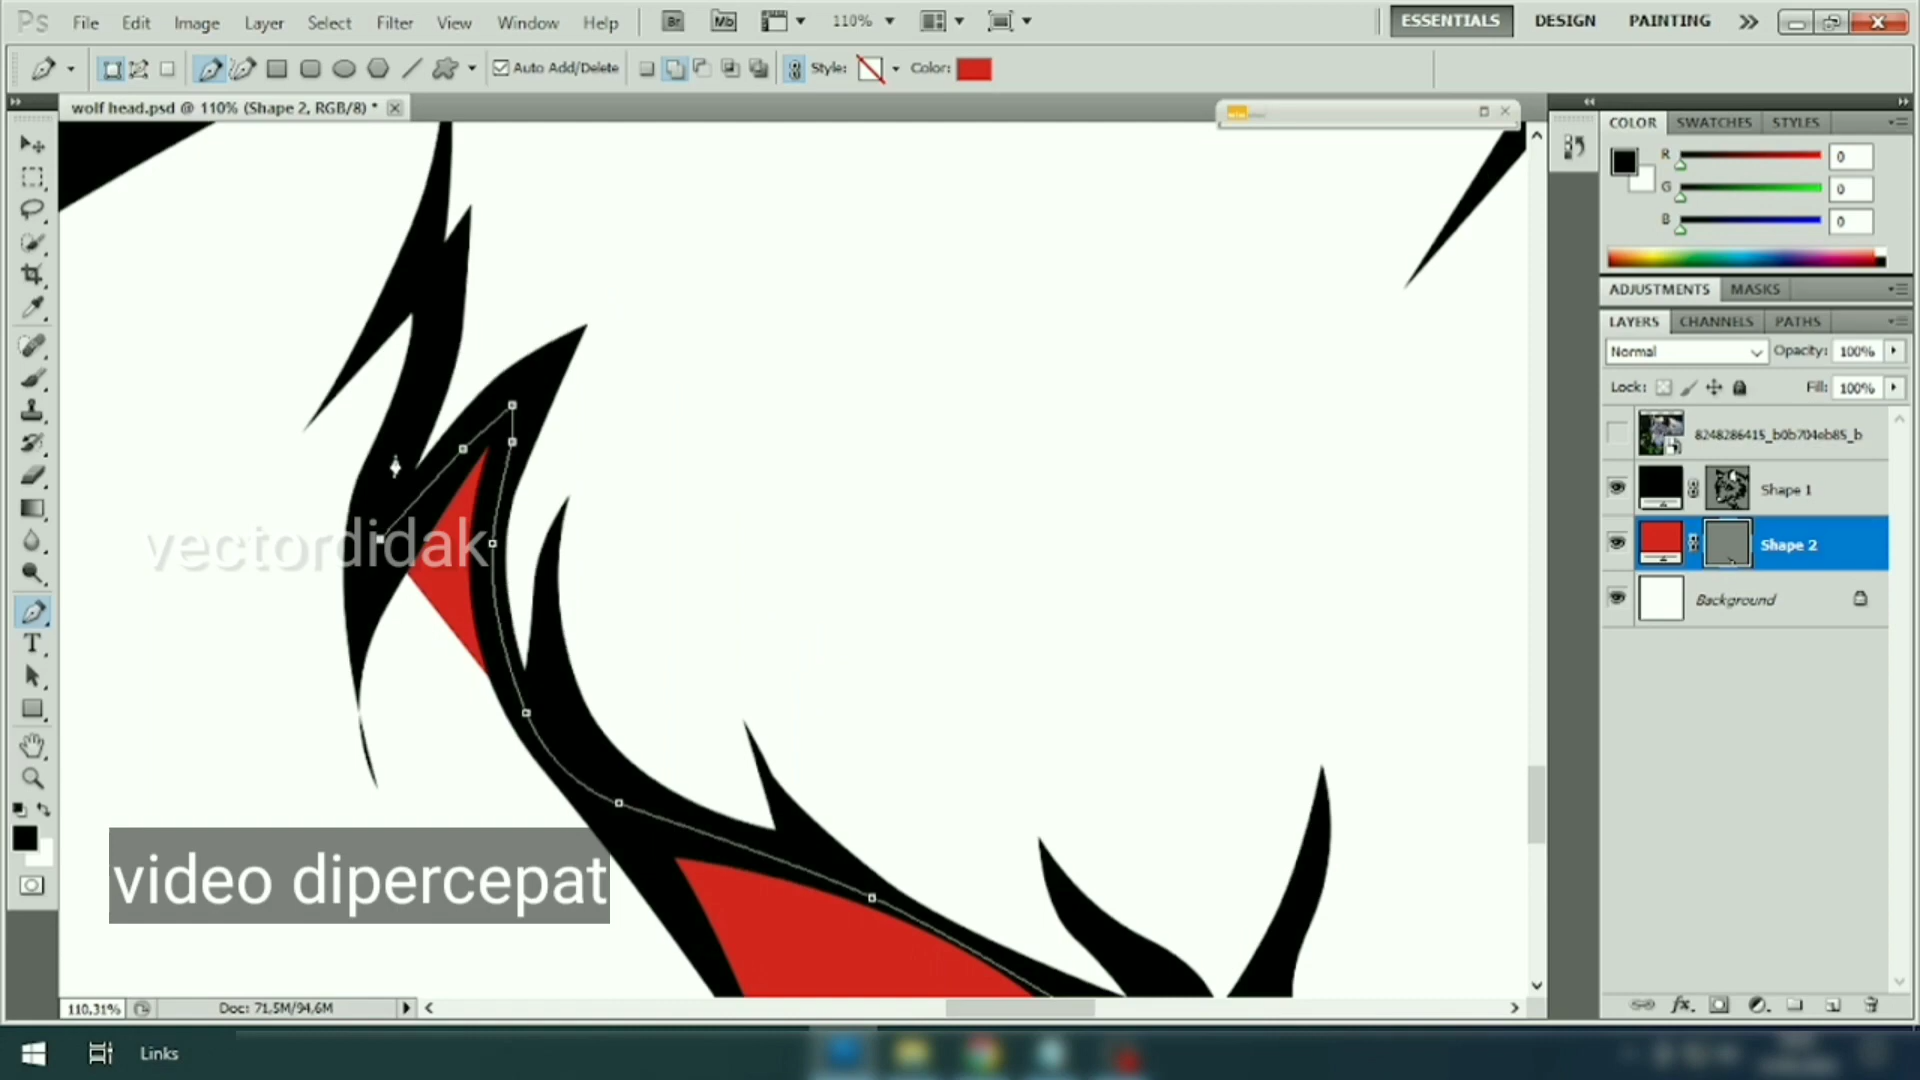 Ps File Edit Image Layer Select Filter View Window Help Br Mb 110% ESSENTIALS DESIGN PAINTING
Auto Add/Delete Style: Color:
wolf head.psd @ 110% (Shape 2, RGB/8) *
COLOR SWATCHES STYLES
R 0
G 0
B 0
ADJUSTMENTS MASKS
LAYERS CHANNELS PATHS
Normal Opacity: 100%
Lock: Fill: 100%
8248286415_b0b704eb85_b
Shape 1
Shape 2
Background
vectordidak
video dipercepat
110,31% Doc: 71,5M/94,6M
Links